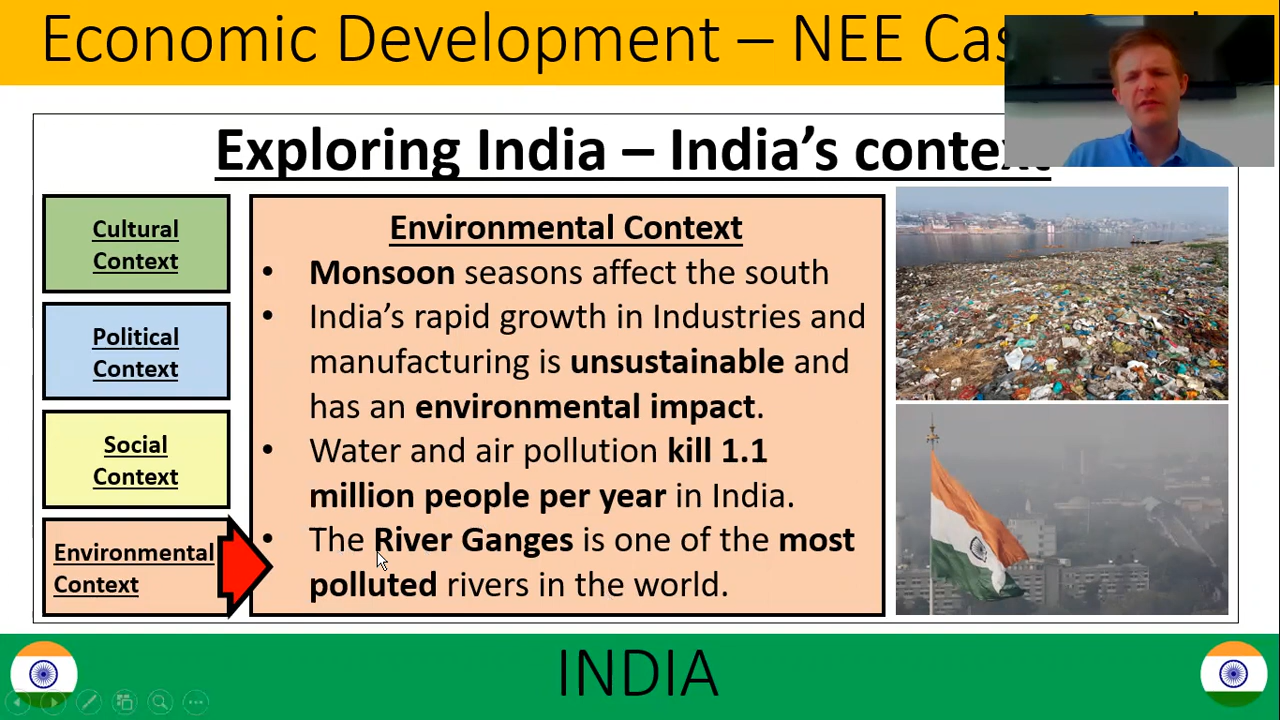 Economic Development – NEE
Exploring India – India’s context
Cultural
Context
Political
Context
Social
Context
Environmental
Context
Environmental Context
• Monsoon seasons affect the south
• India’s rapid growth in Industries and
manufacturing is unsustainable and
has an environmental impact.
• Water and air pollution kill 1.1
million people per year in India.
• The River Ganges is one of the most
polluted rivers in the world.
INDIA